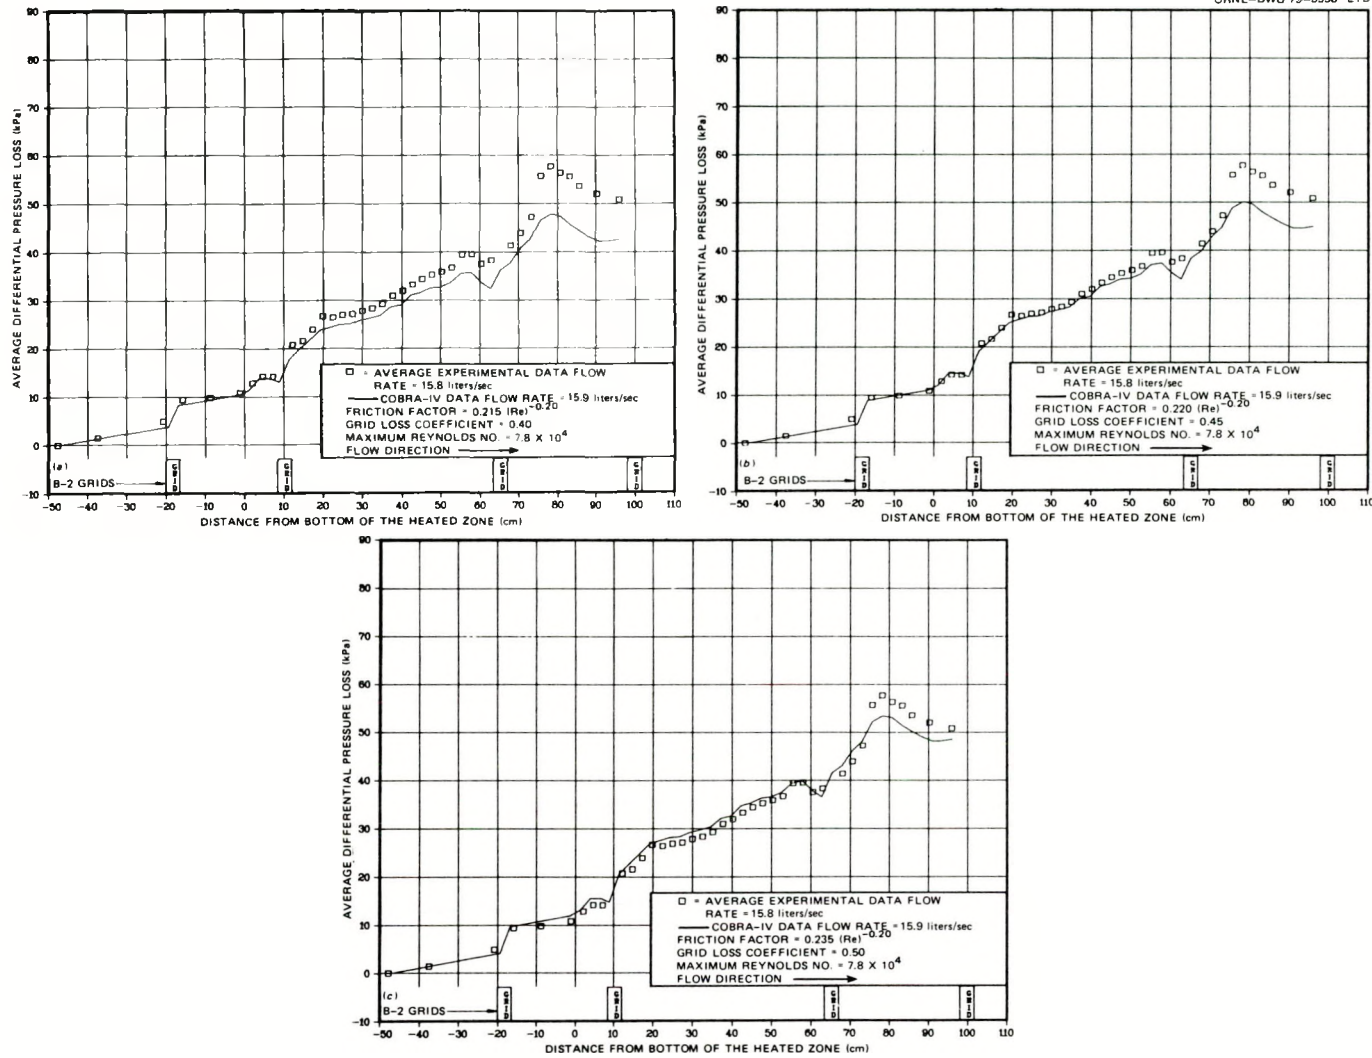 90
80
70
60
50
40
30
20
10
0
-10
AVERAGE DIFFERENTIAL PRESSURE LOSS (kPa)
□ = AVERAGE EXPERIMENTAL DATA FLOW
RATE = 15.8 liters/sec
COBRA-IV DATA FLOW RATE = 15.9 liters/sec
FRICTION FACTOR = 0.215 (Re)^-0.20
GRID LOSS COEFFICIENT = 0.40
MAXIMUM REYNOLDS NO. = 7.8 X 10^4
FLOW DIRECTION
(a)
B-2 GRIDS
GRID
GRID
GRID
GRID
-50 -40 -30 -20 -10 0 10 20 30 40 50 60 70 80 90 100 110
DISTANCE FROM BOTTOM OF THE HEATED ZONE (cm)
90
80
70
60
50
40
30
20
10
0
-10
AVERAGE DIFFERENTIAL PRESSURE LOSS (kPa)
□ = AVERAGE EXPERIMENTAL DATA FLOW
RATE = 15.8 liters/sec
COBRA-IV DATA FLOW RATE = 15.9 liters/sec
FRICTION FACTOR = 0.220 (Re)^-0.20
GRID LOSS COEFFICIENT = 0.45
MAXIMUM REYNOLDS NO. = 7.8 X 10^4
FLOW DIRECTION
(b)
B-2 GRIDS
GRID
GRID
GRID
GRID
-50 -40 -30 -20 -10 0 10 20 30 40 50 60 70 80 90 100 110
DISTANCE FROM BOTTOM OF THE HEATED ZONE (cm)
90
80
70
60
50
40
30
20
10
0
-10
AVERAGE DIFFERENTIAL PRESSURE LOSS (kPa)
□ = AVERAGE EXPERIMENTAL DATA FLOW
RATE = 15.8 liters/sec
COBRA-IV DATA FLOW RATE = 15.9 liters/sec
FRICTION FACTOR = 0.235 (Re)^-0.20
GRID LOSS COEFFICIENT = 0.50
MAXIMUM REYNOLDS NO. = 7.8 X 10^4
FLOW DIRECTION
(c)
B-2 GRIDS
GRID
GRID
GRID
GRID
-50 -40 -30 -20 -10 0 10 20 30 40 50 60 70 80 90 100 110
DISTANCE FROM BOTTOM OF THE HEATED ZONE (cm)